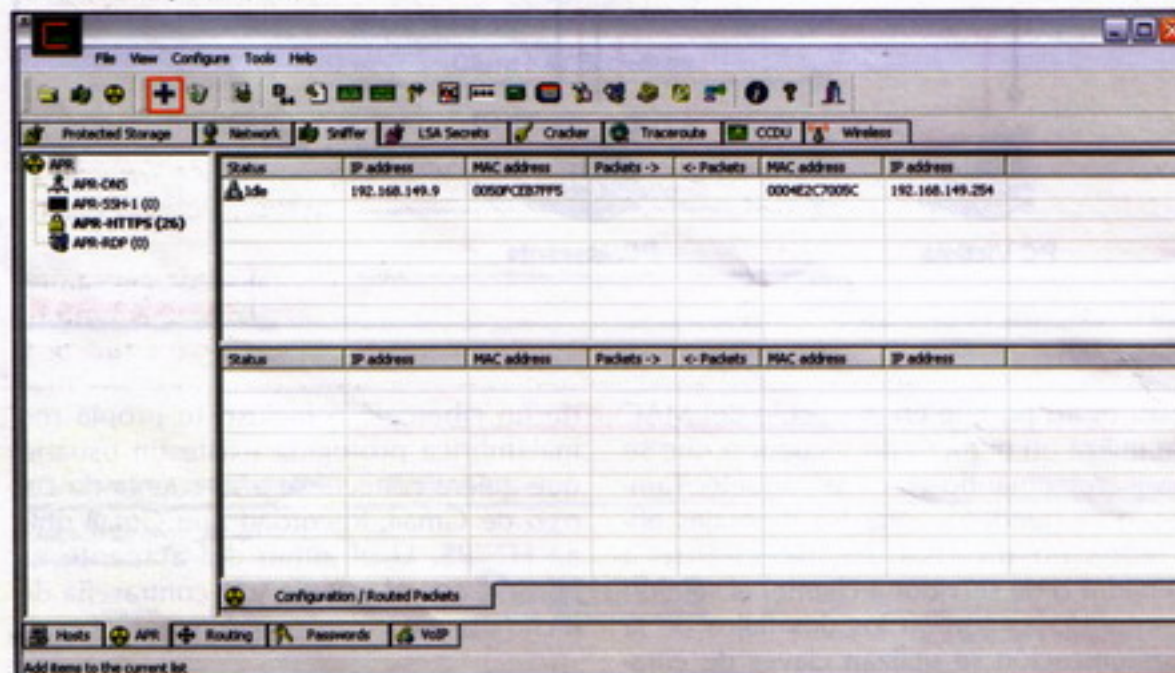 File View Configure Tools Help
Protected Storage Network Sniffer LSA Secrets Cracker Traceroute CCDU Wireless
APR
APR-DNS
APR-SSH-1 (0)
APR-HTTPS (26)
APR-RDP (0)
Status IP address MAC address Packets -> <- Packets MAC address IP address
Idle 192.168.149.9 0050FCEB7FF5 0004E2C7005C 192.168.149.254
Status IP address MAC address Packets -> <- Packets MAC address IP address
Configuration / Routed Packets
Hosts APR Routing Passwords VoIP
Add items to the current list